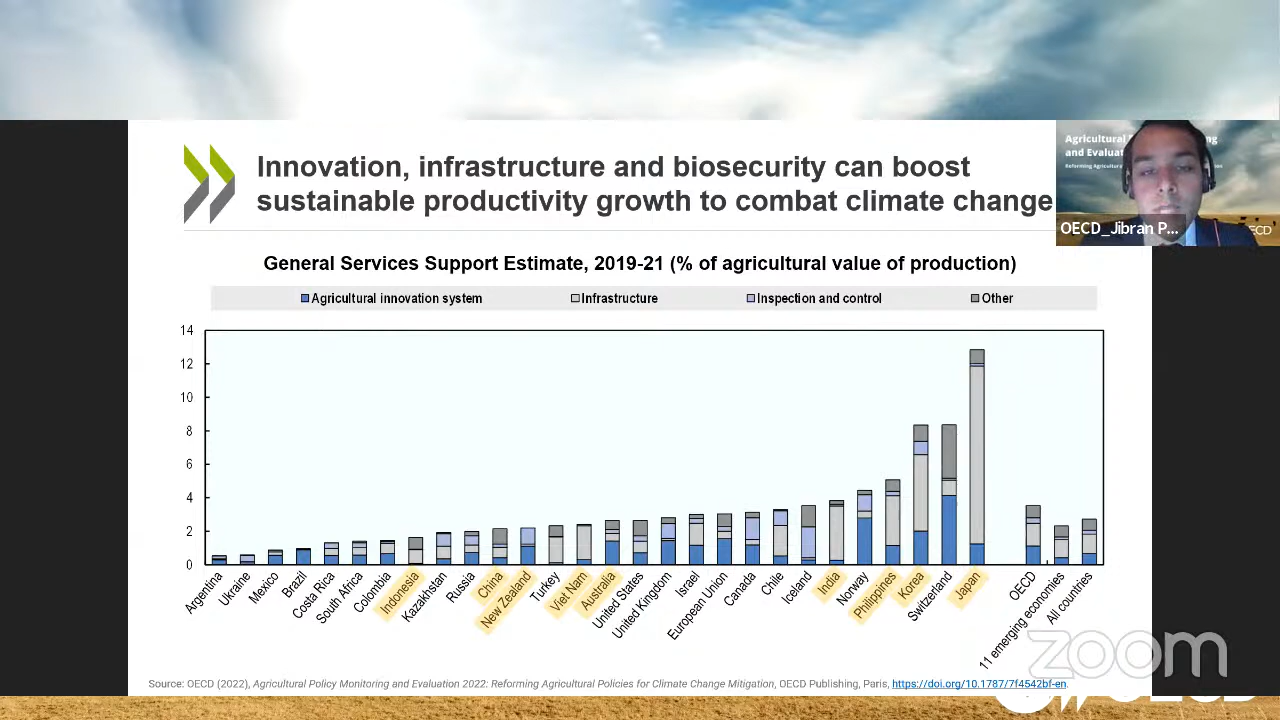 Innovation, infrastructure and biosecurity can boost
sustainable productivity growth to combat climate change
Agricultural
and Evaluat
OECD_Jibran P...
ECD
General Services Support Estimate, 2019-21 (% of agricultural value of production)
Agricultural innovation system Infrastructure Inspection and control Other
14
12
10
8
6
4
2
0
Argentina
Ukraine
Mexico
Brazil
Costa Rica
South Africa
Colombia
Indonesia
Kazakhstan
Russia
China
New Zealand
Turkey
Viet Nam
Australia
United States
United Kingdom
Israel
European Union
Canada
Chile
Iceland
India
Norway
Philippines
Korea
Switzerland
Japan
OECD
11 emerging economies
All countries
zoom
Source: OECD (2022), Agricultural Policy Monitoring and Evaluation 2022: Reforming Agricultural Policies for Climate Change Mitigation, OECD Publishing, Paris, https://doi.org/10.1787/7f4542bf-en.